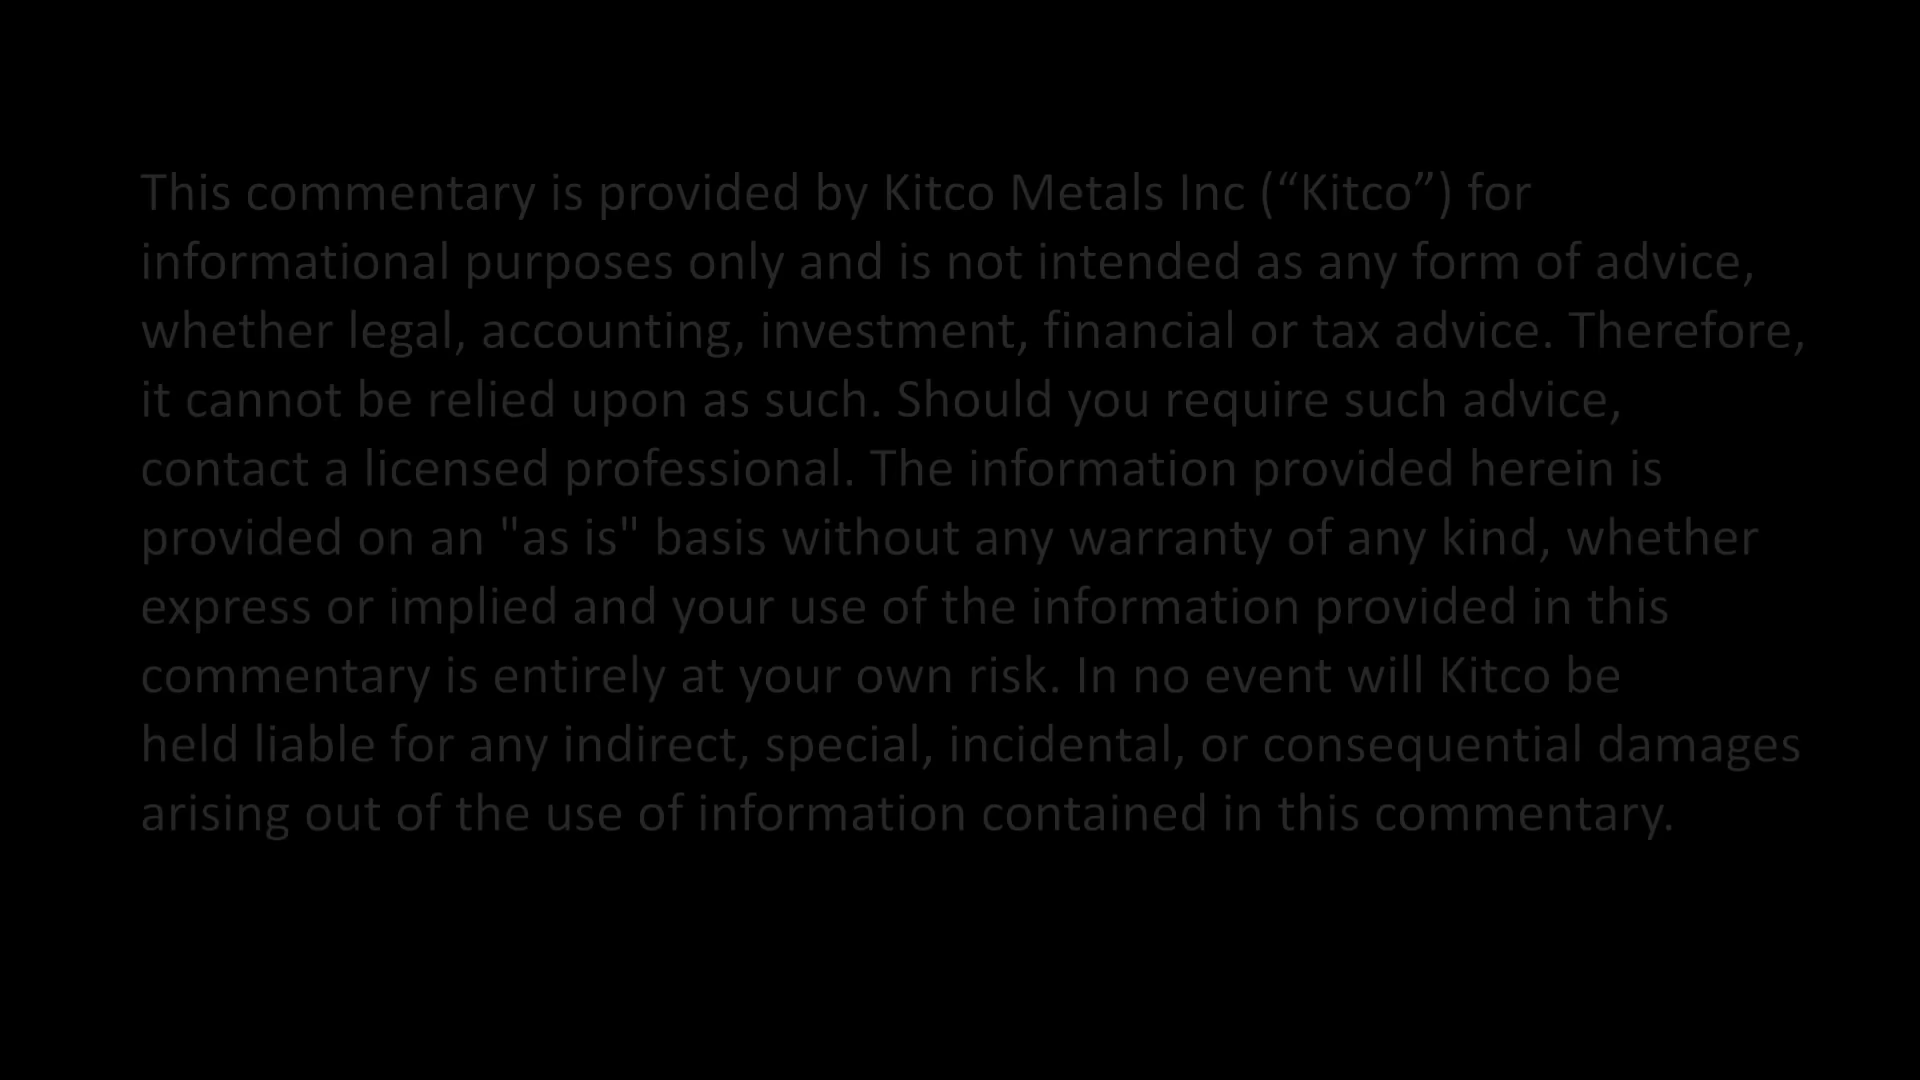 This commentary is provided by Kitco Metals Inc (“Kitco”) for
informational purposes only and is not intended as any form of advice,
whether legal, accounting, investment, financial or tax advice. Therefore,
it cannot be relied upon as such. Should you require such advice,
contact a licensed professional. The information provided herein is
provided on an "as is" basis without any warranty of any kind, whether
express or implied and your use of the information provided in this
commentary is entirely at your own risk. In no event will Kitco be
held liable for any indirect, special, incidental, or consequential damages
arising out of the use of information contained in this commentary.